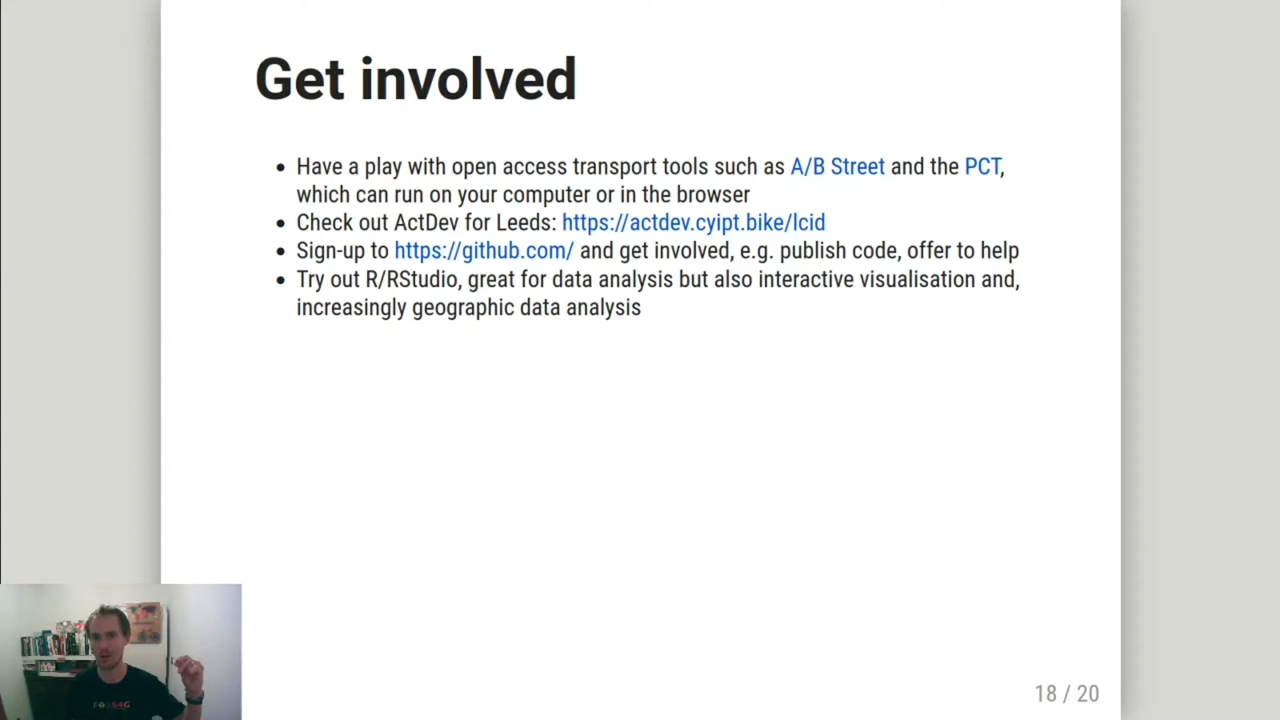 Get involved
Have a play with open access transport tools such as A/B Street and the PCT,
which can run on your computer or in the browser
Check out ActDev for Leeds: https://actdev.cyipt.bike/lcid
Sign-up to https://github.com/ and get involved, e.g. publish code, offer to help
Try out R/RStudio, great for data analysis but also interactive visualisation and,
increasingly geographic data analysis
FOSS4G
18 / 20